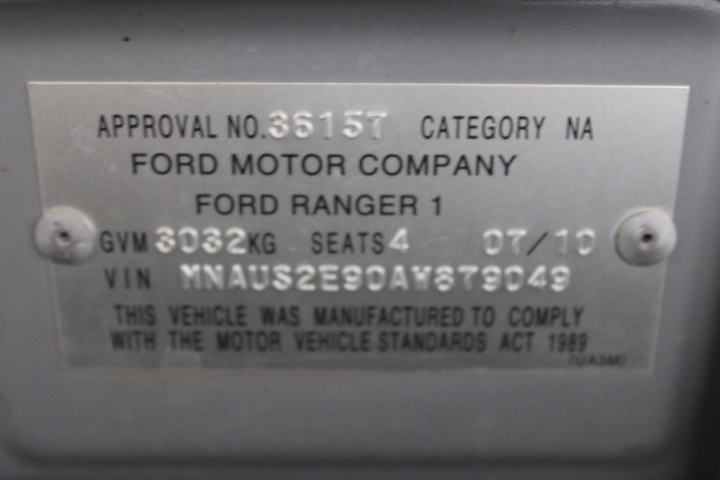 APPROVAL NO. 36157 CATEGORY NA
FORD MOTOR COMPANY
FORD RANGER 1
GVM 3032KG SEATS 4 07/10
VIN MNAUS2E90AW679049
THIS VEHICLE WAS MANUFACTURED TO COMPLY
WITH THE MOTOR VEHICLE STANDARDS ACT 1989